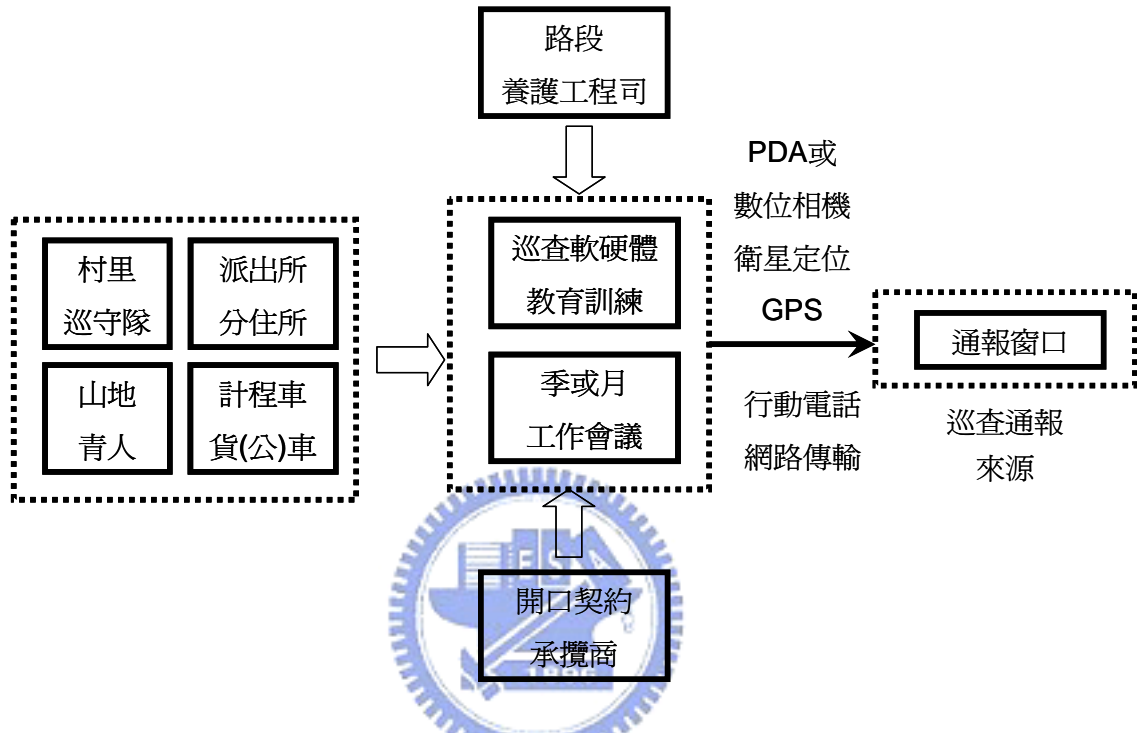 路段
養護工程司
PDA或
數位相機
衛星定位
GPS
村里
巡守隊
派出所
分住所
山地
青人
計程車
貨(公)車
巡查軟硬體
教育訓練
季或月
工作會議
行動電話
網路傳輸
通報窗口
巡查通報
來源
開口契約
承攬商
ES
1896